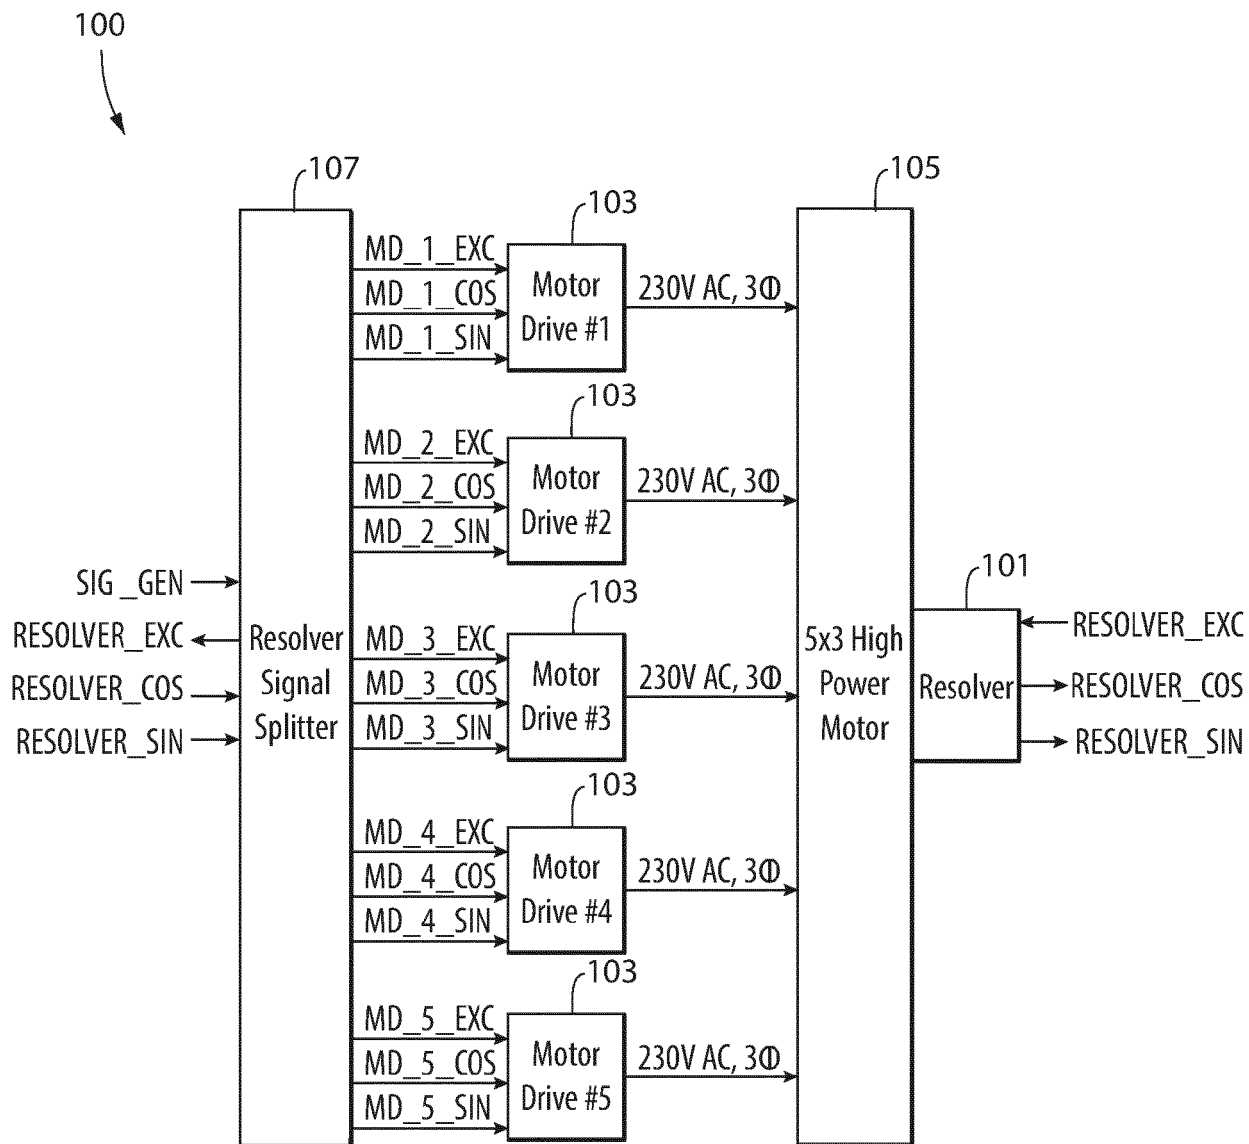 100
107
103
105
MD_1_EXC
MD_1_COS
MD_1_SIN
Motor
Drive #1
230V AC, 3Φ
103
MD_2_EXC
MD_2_COS
MD_2_SIN
Motor
Drive #2
230V AC, 3Φ
SIG_GEN
RESOLVER_EXC
RESOLVER_COS
RESOLVER_SIN
Resolver
Signal
Splitter
103
MD_3_EXC
MD_3_COS
MD_3_SIN
Motor
Drive #3
230V AC, 3Φ
5x3 High
Power
Motor
101
Resolver
RESOLVER_EXC
RESOLVER_COS
RESOLVER_SIN
103
MD_4_EXC
MD_4_COS
MD_4_SIN
Motor
Drive #4
230V AC, 3Φ
103
MD_5_EXC
MD_5_COS
MD_5_SIN
Motor
Drive #5
230V AC, 3Φ